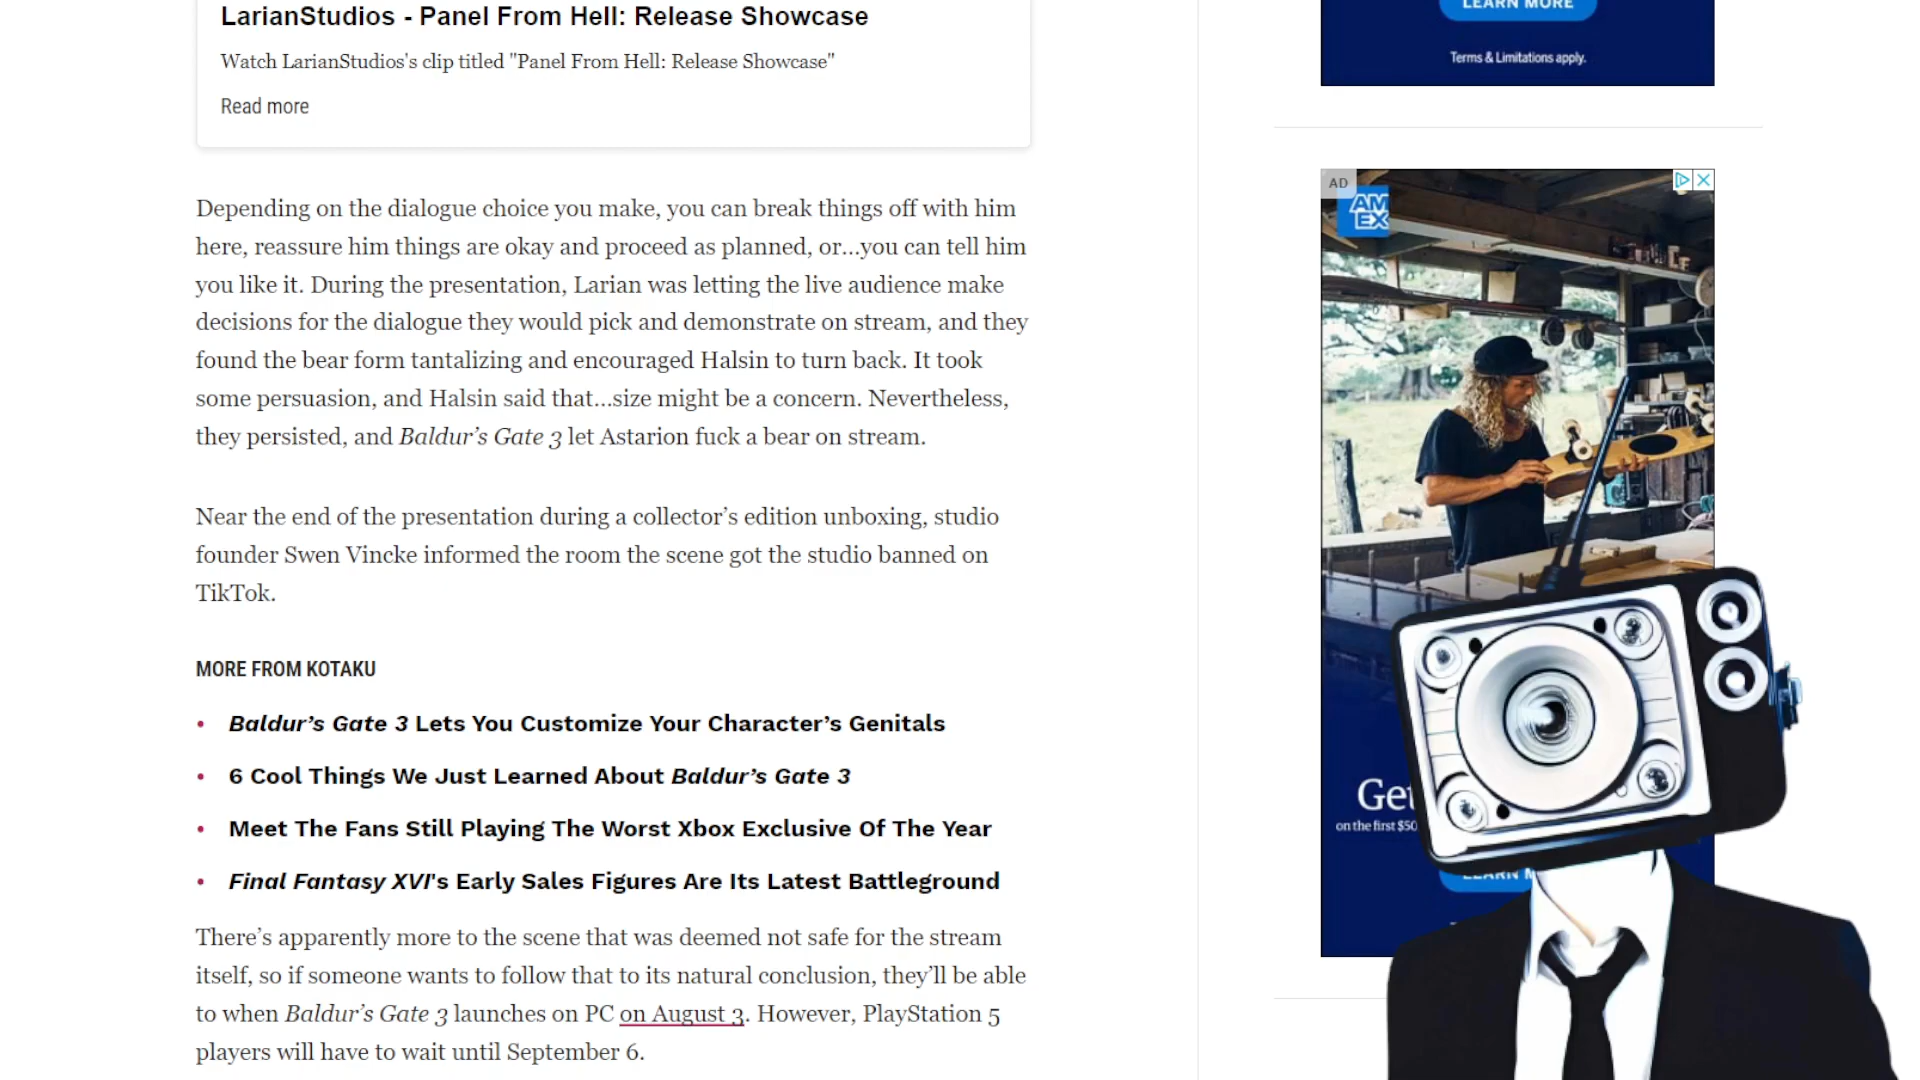 LarianStudios - Panel From Hell: Release Showcase
Watch LarianStudios's clip titled "Panel From Hell: Release Showcase"
Read more
Depending on the dialogue choice you make, you can break things off with him
here, reassure him things are okay and proceed as planned, or…you can tell him
you like it. During the presentation, Larian was letting the live audience make
decisions for the dialogue they would pick and demonstrate on stream, and they
found the bear form tantalizing and encouraged Halsin to turn back. It took
some persuasion, and Halsin said that…size might be a concern. Nevertheless,
they persisted, and Baldur’s Gate 3 let Astarion fuck a bear on stream.
Near the end of the presentation during a collector’s edition unboxing, studio
founder Swen Vincke informed the room the scene got the studio banned on
TikTok.
MORE FROM KOTAKU
• Baldur’s Gate 3 Lets You Customize Your Character’s Genitals
• 6 Cool Things We Just Learned About Baldur’s Gate 3
• Meet The Fans Still Playing The Worst Xbox Exclusive Of The Year
• Final Fantasy XVI's Early Sales Figures Are Its Latest Battleground
There’s apparently more to the scene that was deemed not safe for the stream
itself, so if someone wants to follow that to its natural conclusion, they’ll be able
to when Baldur’s Gate 3 launches on PC on August 3. However, PlayStation 5
players will have to wait until September 6.
LEARN MORE
Terms & Limitations apply.
AD
AM
EX
Get
on the first $50
LEARN M